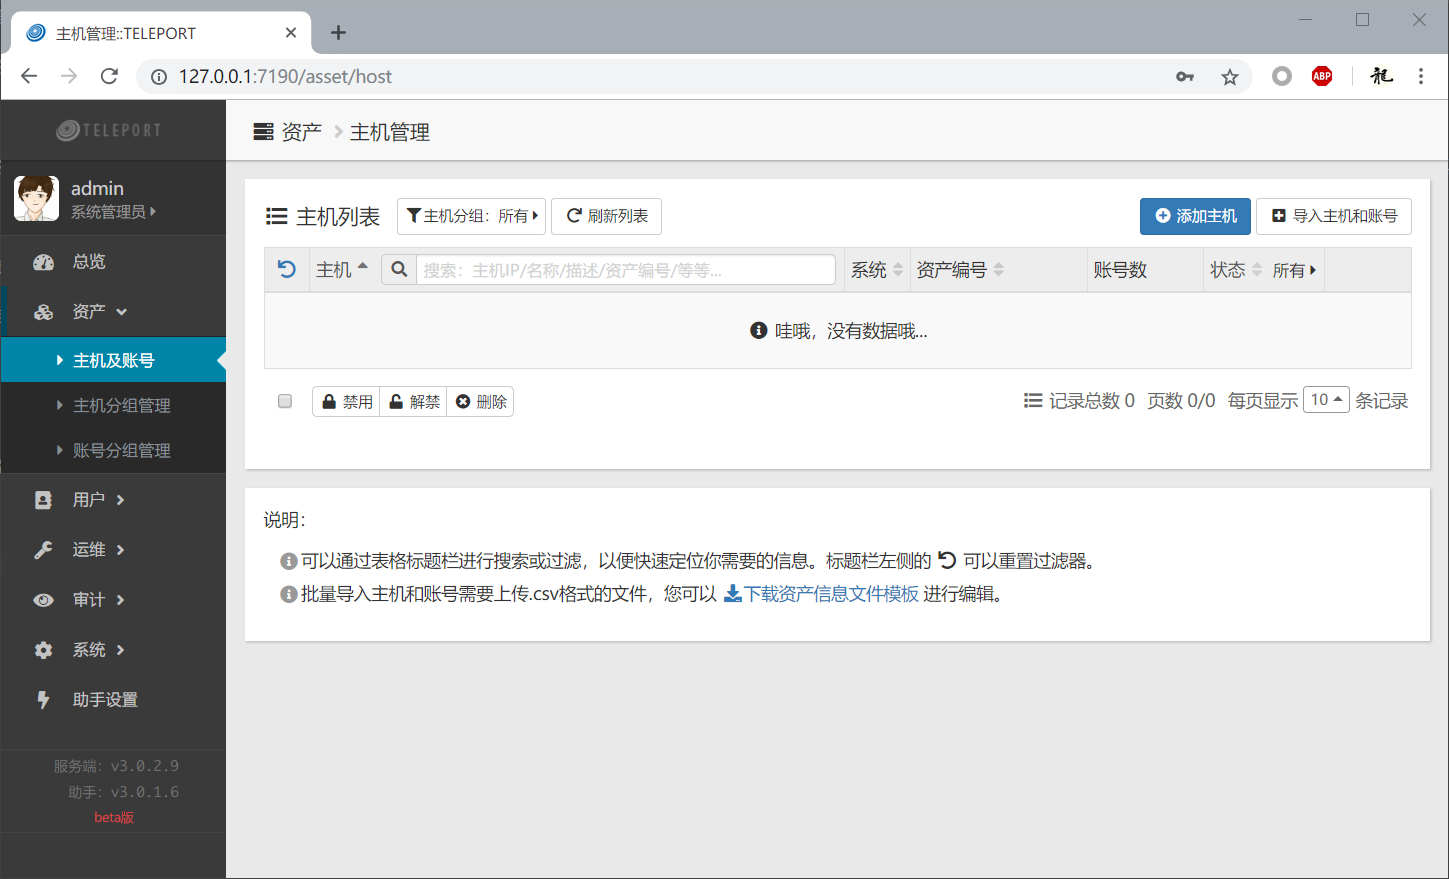 主机管理::TELEPORT
127.0.0.1:7190/asset/host
ABP
龍
TELEPORT
资产 主机管理
admin
系统管理员
总览
资产
主机及账号
主机分组管理
账号分组管理
用户
运维
审计
系统
助手设置
服务端：v3.0.2.9
助手：v3.0.1.6
beta版
主机列表 主机分组：所有 刷新列表 添加主机 导入主机和账号
主机 搜索：主机IP/名称/描述/资产编号/等等... 系统 资产编号 账号数 状态 所有
哇哦，没有数据哦...
禁用 解禁 删除 记录总数 0 页数 0/0 每页显示 10 条记录
说明：
可以通过表格标题栏进行搜索或过滤，以便快速定位你需要的信息。标题栏左侧的 可以重置过滤器。
批量导入主机和账号需要上传.csv格式的文件，您可以 下载资产信息文件模板 进行编辑。